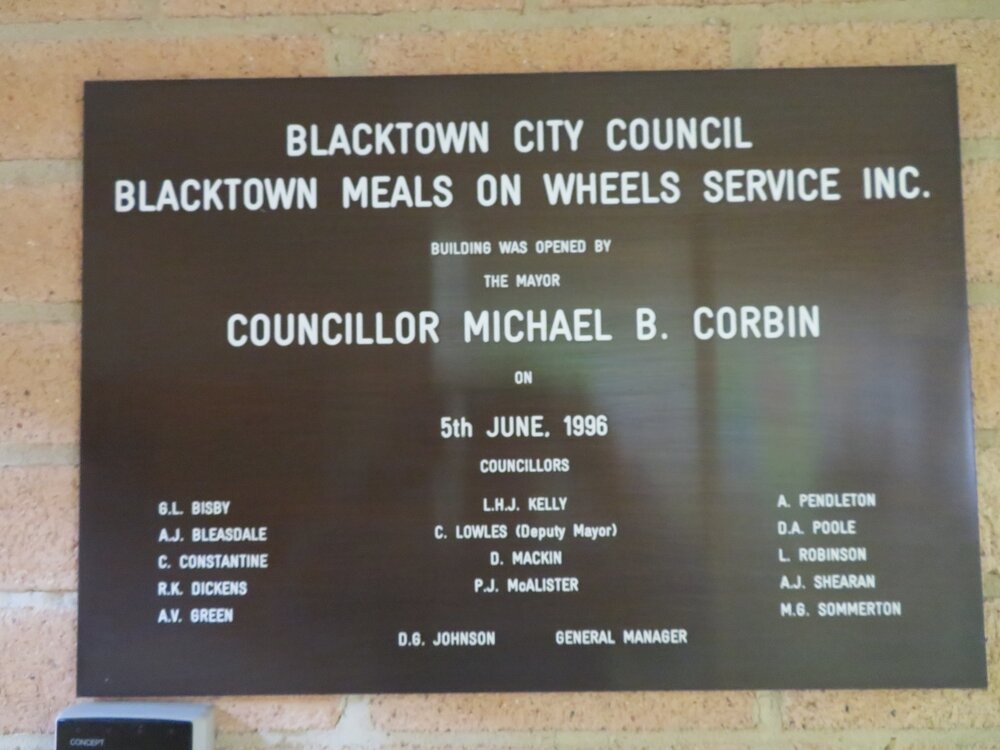 BLACKTOWN CITY COUNCIL
BLACKTOWN MEALS ON WHEELS SERVICE INC.
BUILDING WAS OPENED BY
THE MAYOR
COUNCILLOR MICHAEL B. CORBIN
ON
5th JUNE, 1996
COUNCILLORS
G.L. BISBY L.H.J. KELLY A. PENDLETON
A.J. BLEASDALE C. LOWLES (Deputy Mayor) D.A. POOLE
C. CONSTANTINE D. MACKIN L. ROBINSON
R.K. DICKENS P.J. McALISTER A.J. SHEARAN
A.V. GREEN M.G. SOMMERTON
D.G. JOHNSON GENERAL MANAGER
CONCEPT